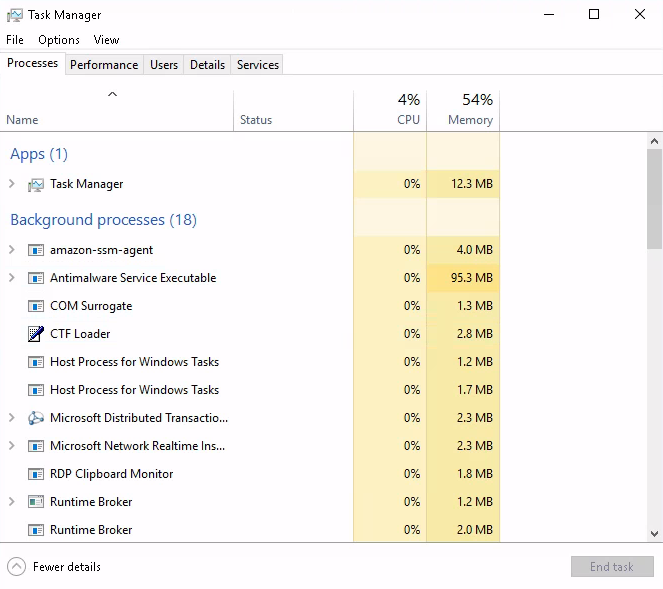 Task Manager
File Options View
Processes Performance Users Details Services
4% 54%
Name Status CPU Memory
Apps (1)
Task Manager 0% 12.3 MB
Background processes (18)
amazon-ssm-agent 0% 4.0 MB
Antimalware Service Executable 0% 95.3 MB
COM Surrogate 0% 1.3 MB
CTF Loader 0% 2.8 MB
Host Process for Windows Tasks 0% 1.2 MB
Host Process for Windows Tasks 0% 1.7 MB
Microsoft Distributed Transactio... 0% 2.3 MB
Microsoft Network Realtime Ins... 0% 2.3 MB
RDP Clipboard Monitor 0% 1.8 MB
Runtime Broker 0% 1.2 MB
Runtime Broker 0% 2.0 MB
Fewer details End task